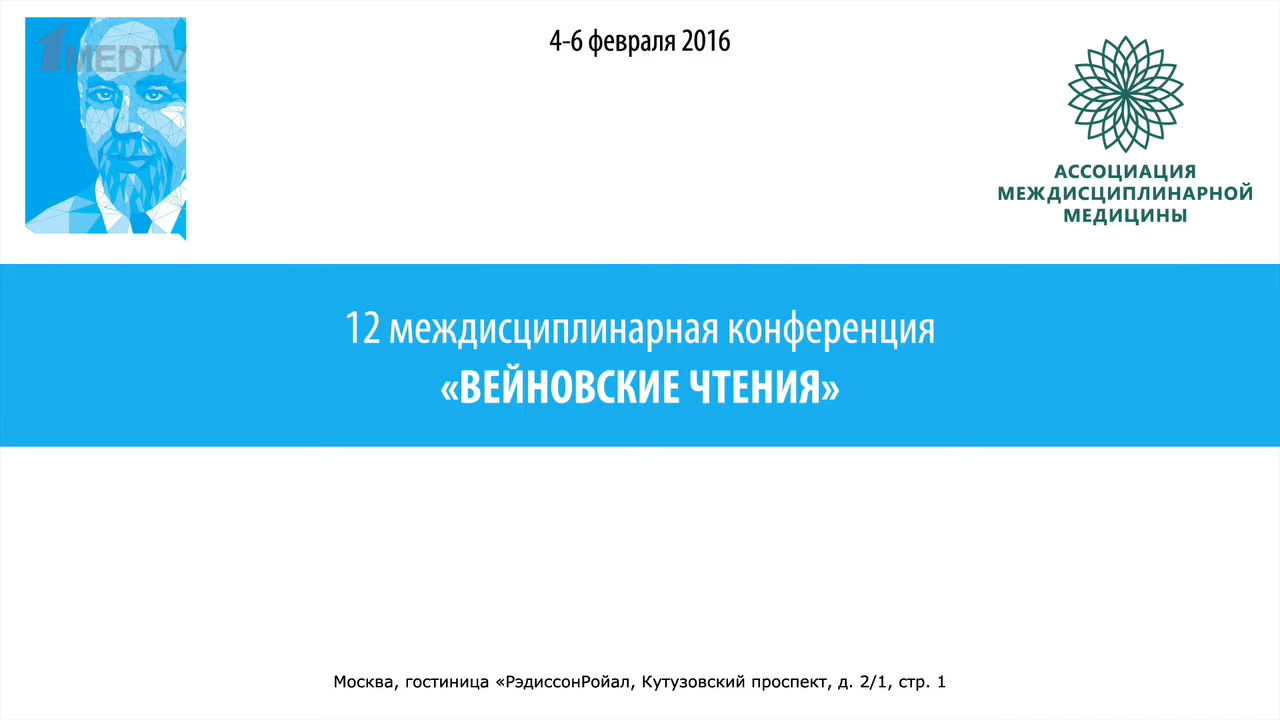 1MEDTV
4-6 февраля 2016
АССОЦИАЦИЯ
МЕЖДИСЦИПЛИНАРНОЙ
МЕДИЦИНЫ
12 междисциплинарная конференция
«ВЕЙНОВСКИЕ ЧТЕНИЯ»
Москва, гостиница «РэдиссонРойал, Кутузовский проспект, д. 2/1, стр. 1